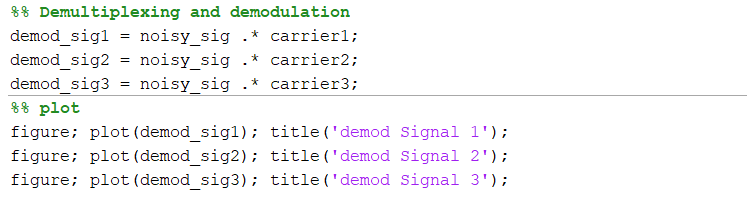 %% Demultiplexing and demodulation
demod_sig1 = noisy_sig .* carrier1;
demod_sig2 = noisy_sig .* carrier2;
demod_sig3 = noisy_sig .* carrier3;
%% plot
figure; plot(demod_sig1); title('demod Signal 1');
figure; plot(demod_sig2); title('demod Signal 2');
figure; plot(demod_sig3); title('demod Signal 3');